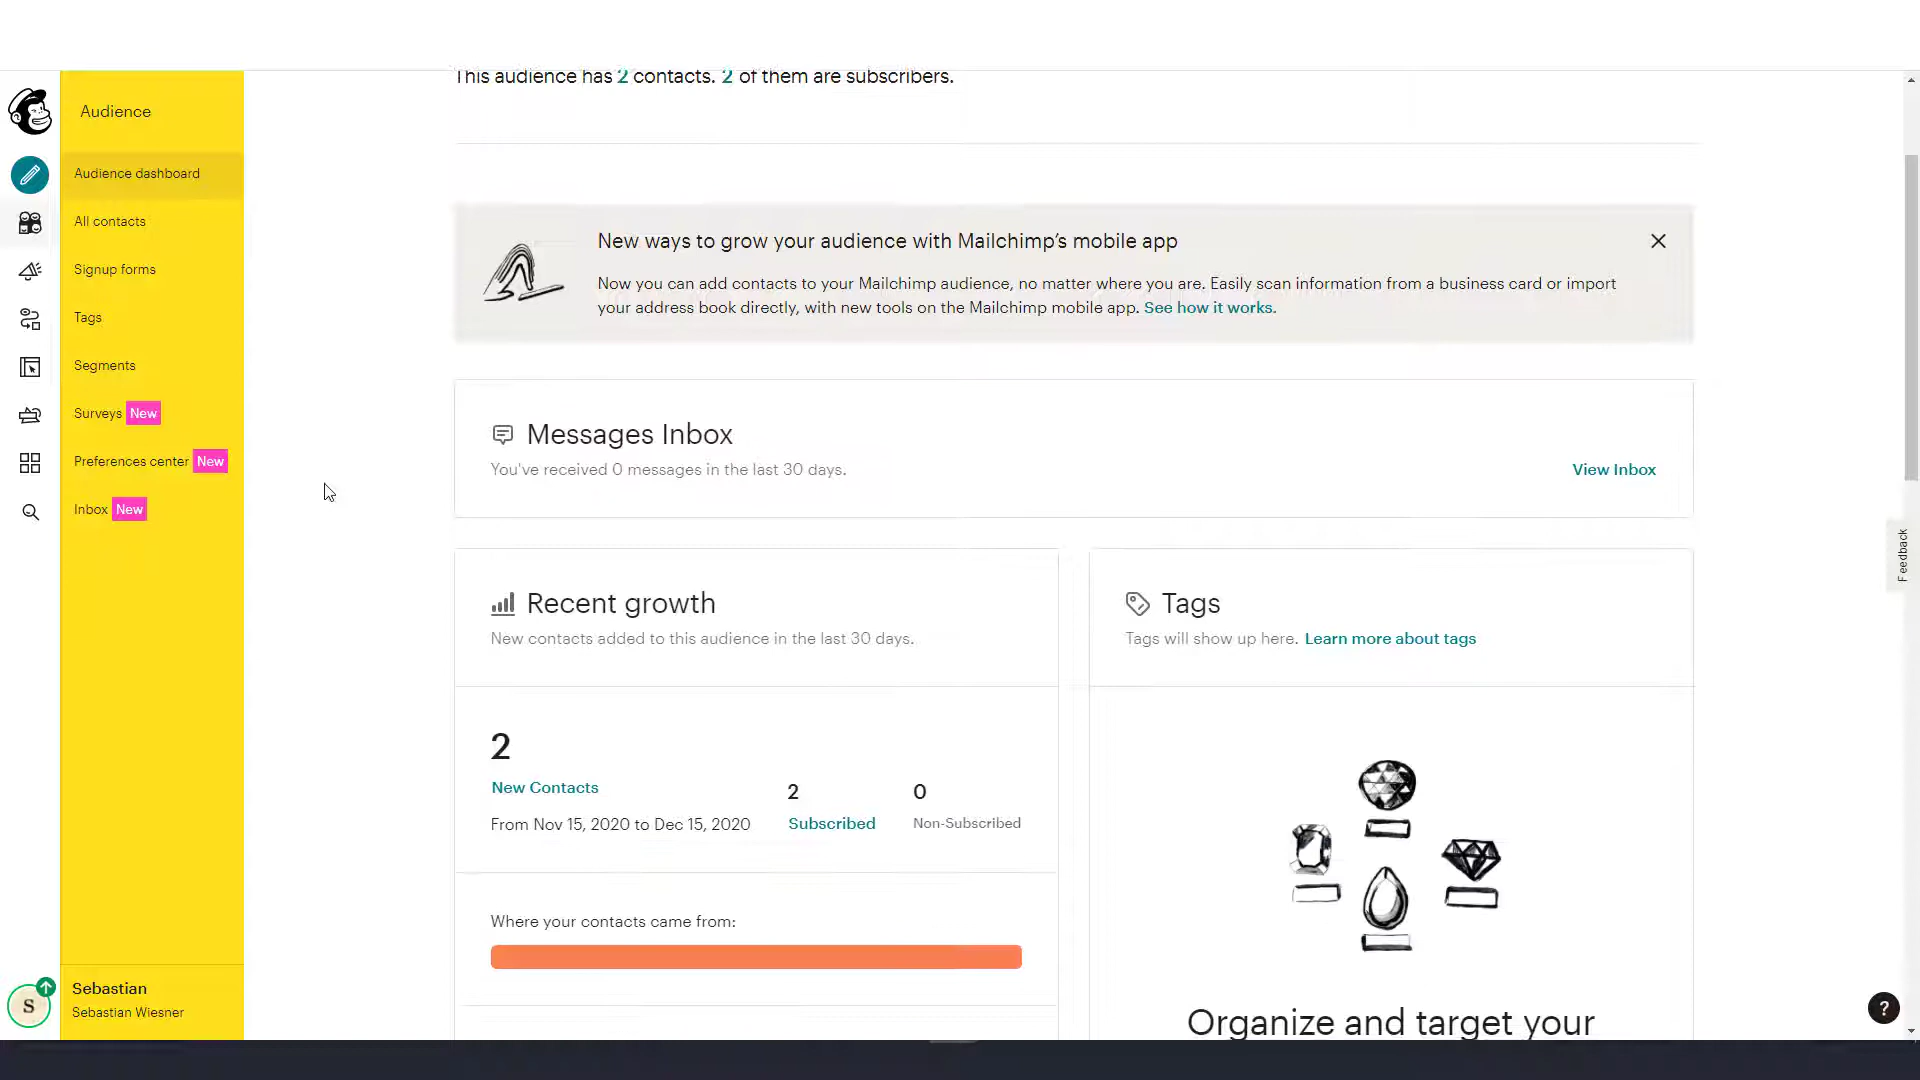 This audience has 2 contacts. 2 of them are subscribers.
Audience
Audience dashboard
All contacts
Signup forms
Tags
Segments
Surveys New
Preferences center New
Inbox New
Sebastian
Sebastian Wiesner
S
New ways to grow your audience with Mailchimp's mobile app
Now you can add contacts to your Mailchimp audience, no matter where you are. Easily scan information from a business card or import
your address book directly, with new tools on the Mailchimp mobile app. See how it works.
Messages Inbox
You've received 0 messages in the last 30 days.
View Inbox
Recent growth
New contacts added to this audience in the last 30 days.
2
New Contacts
From Nov 15, 2020 to Dec 15, 2020
2
Subscribed
0
Non-Subscribed
Where your contacts came from:
Tags
Tags will show up here. Learn more about tags
Organize and target your
Feedback
?